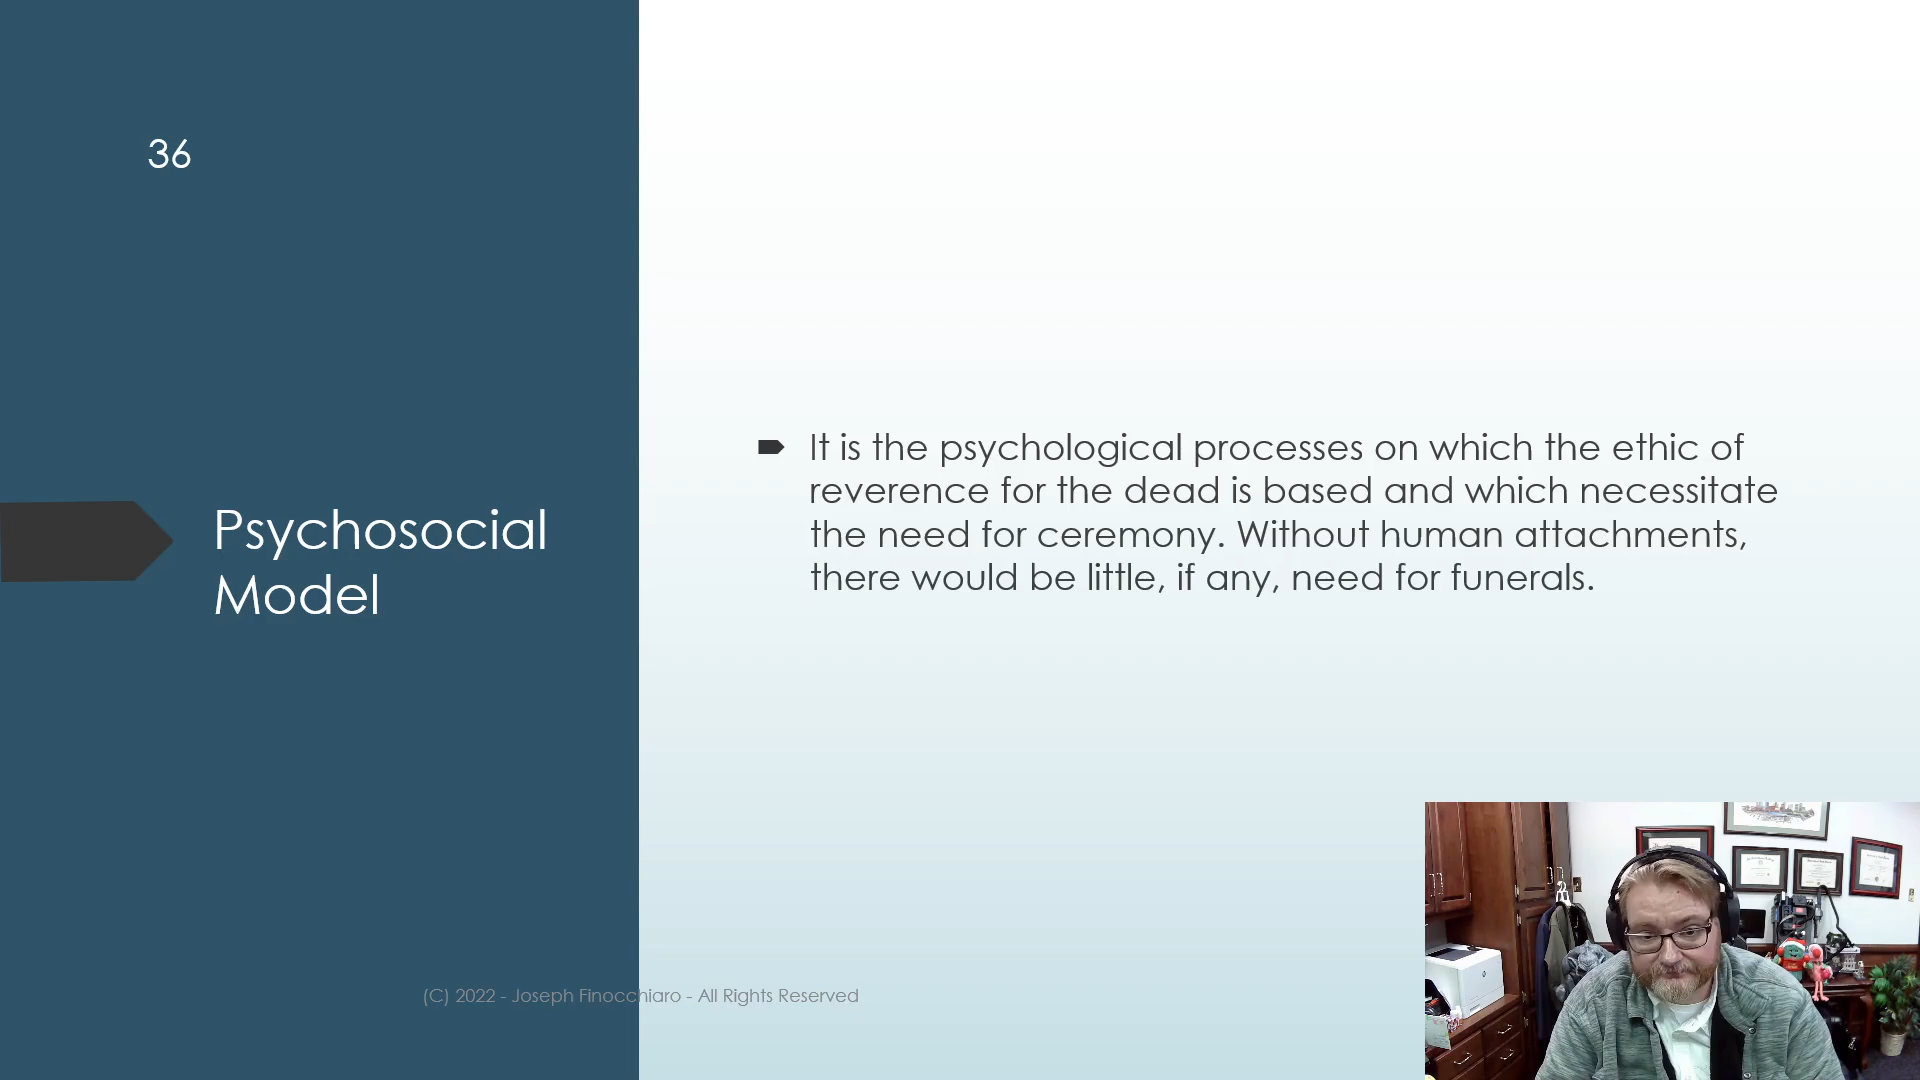 36
Psychosocial
Model
It is the psychological processes on which the ethic of
reverence for the dead is based and which necessitate
the need for ceremony. Without human attachments,
there would be little, if any, need for funerals.
(C) 2022 - Joseph Finocchiaro - All Rights Reserved